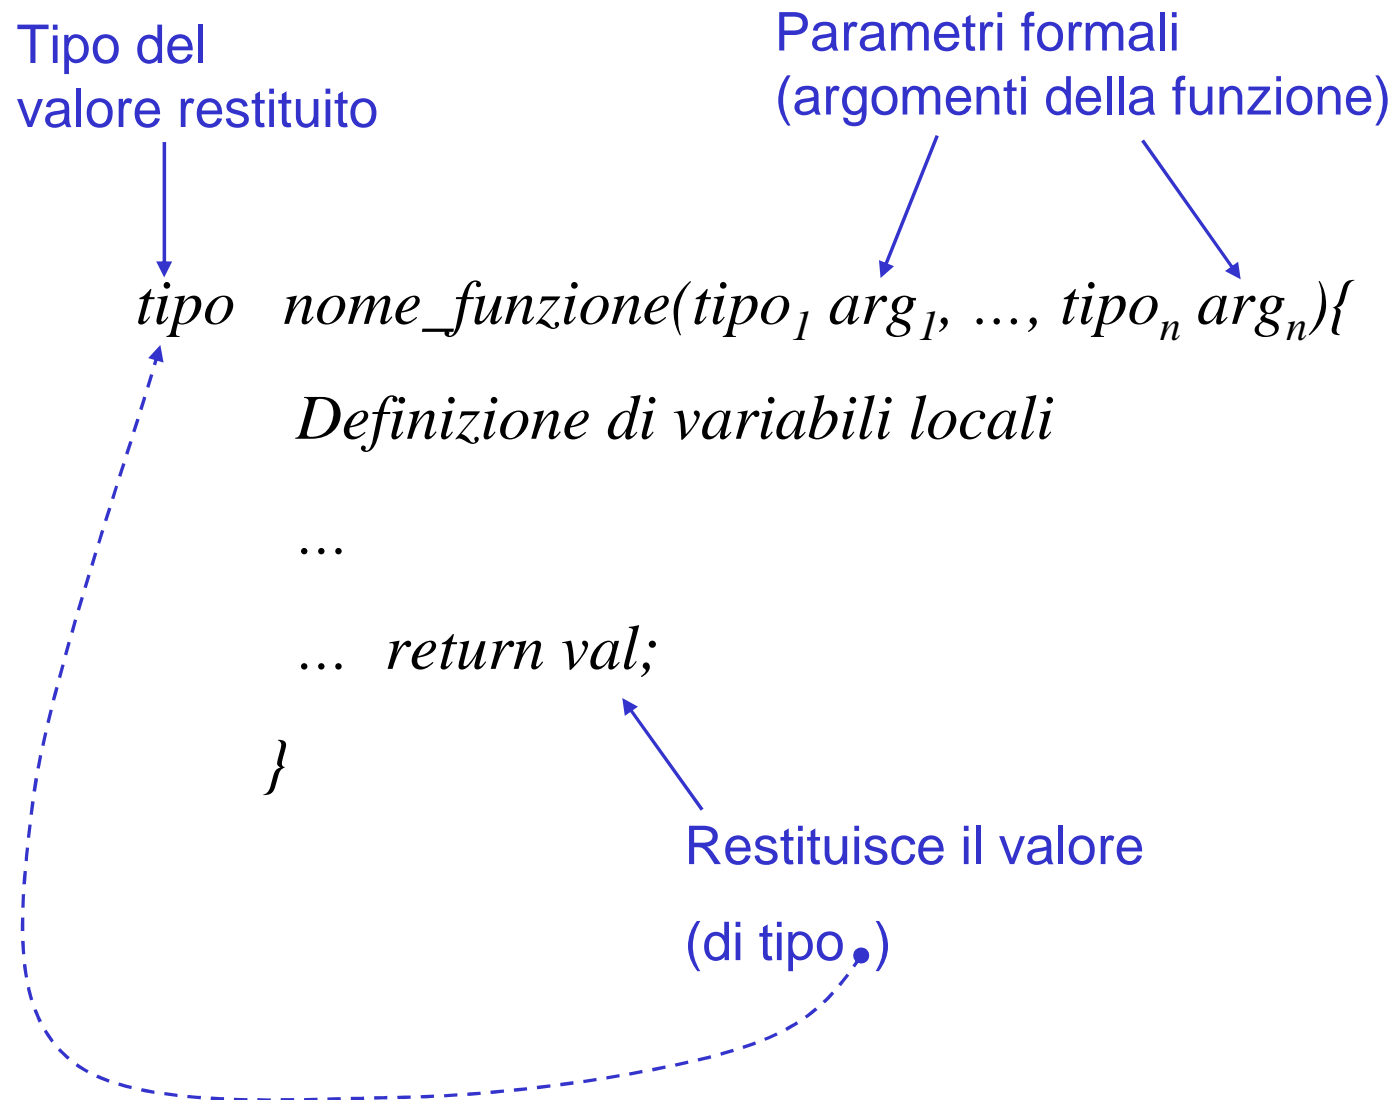 Tipo del
valore restituito
Parametri formali
(argomenti della funzione)
tipo nome_funzione(tipo₁ arg₁, ..., tipoₙ argₙ){
Definizione di variabili locali
...
... return val;
}
Restituisce il valore
(di tipo •)